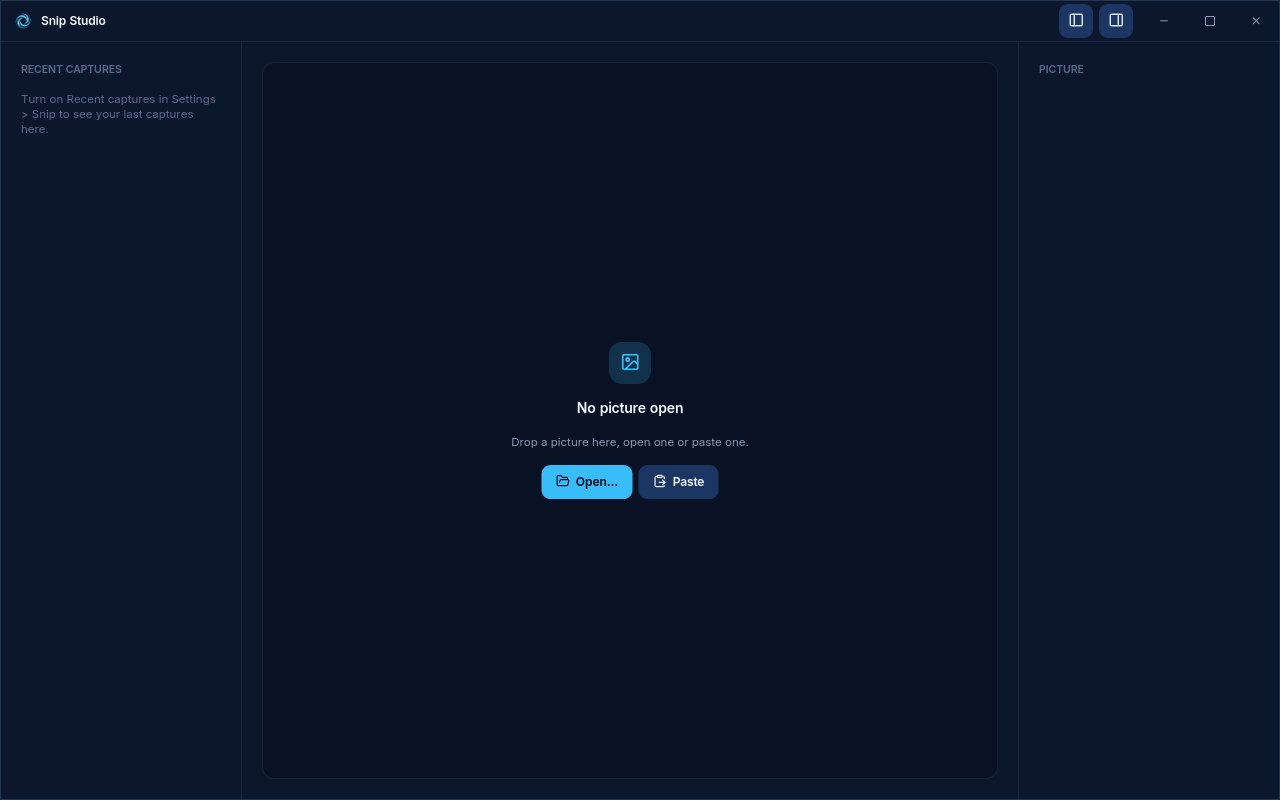 Snip Studio
RECENT CAPTURES
Turn on Recent captures in Settings
> Snip to see your last captures
here.
No picture open
Drop a picture here, open one or paste one.
Open...
Paste
PICTURE